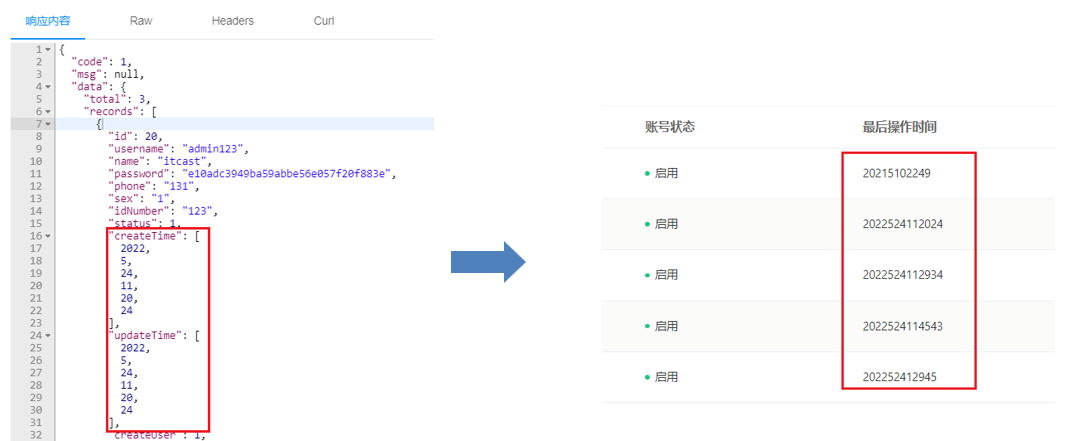 响应内容 Raw Headers Curl
1 {
2 "code": 1,
3 "msg": null,
4 "data": {
5 "total": 3,
6 "records": [
7 {
8 "id": 20,
9 "username": "admin123",
10 "name": "itcast",
11 "password": "e10adc3949ba59abbe56e057f20f883e",
12 "phone": "131",
13 "sex": "1",
14 "idNumber": "123",
15 "status": 1,
16 "createTime": [
17 2022,
18 5,
19 24,
20 11,
21 20,
22 24
23 ],
24 "updateTime": [
25 2022,
26 5,
27 24,
28 11,
29 20,
30 24
31 ],
32 "createUser": 1,
账号状态 最后操作时间
启用 20215102249
启用 2022524112024
启用 2022524112934
启用 2022524114543
启用 202252412945